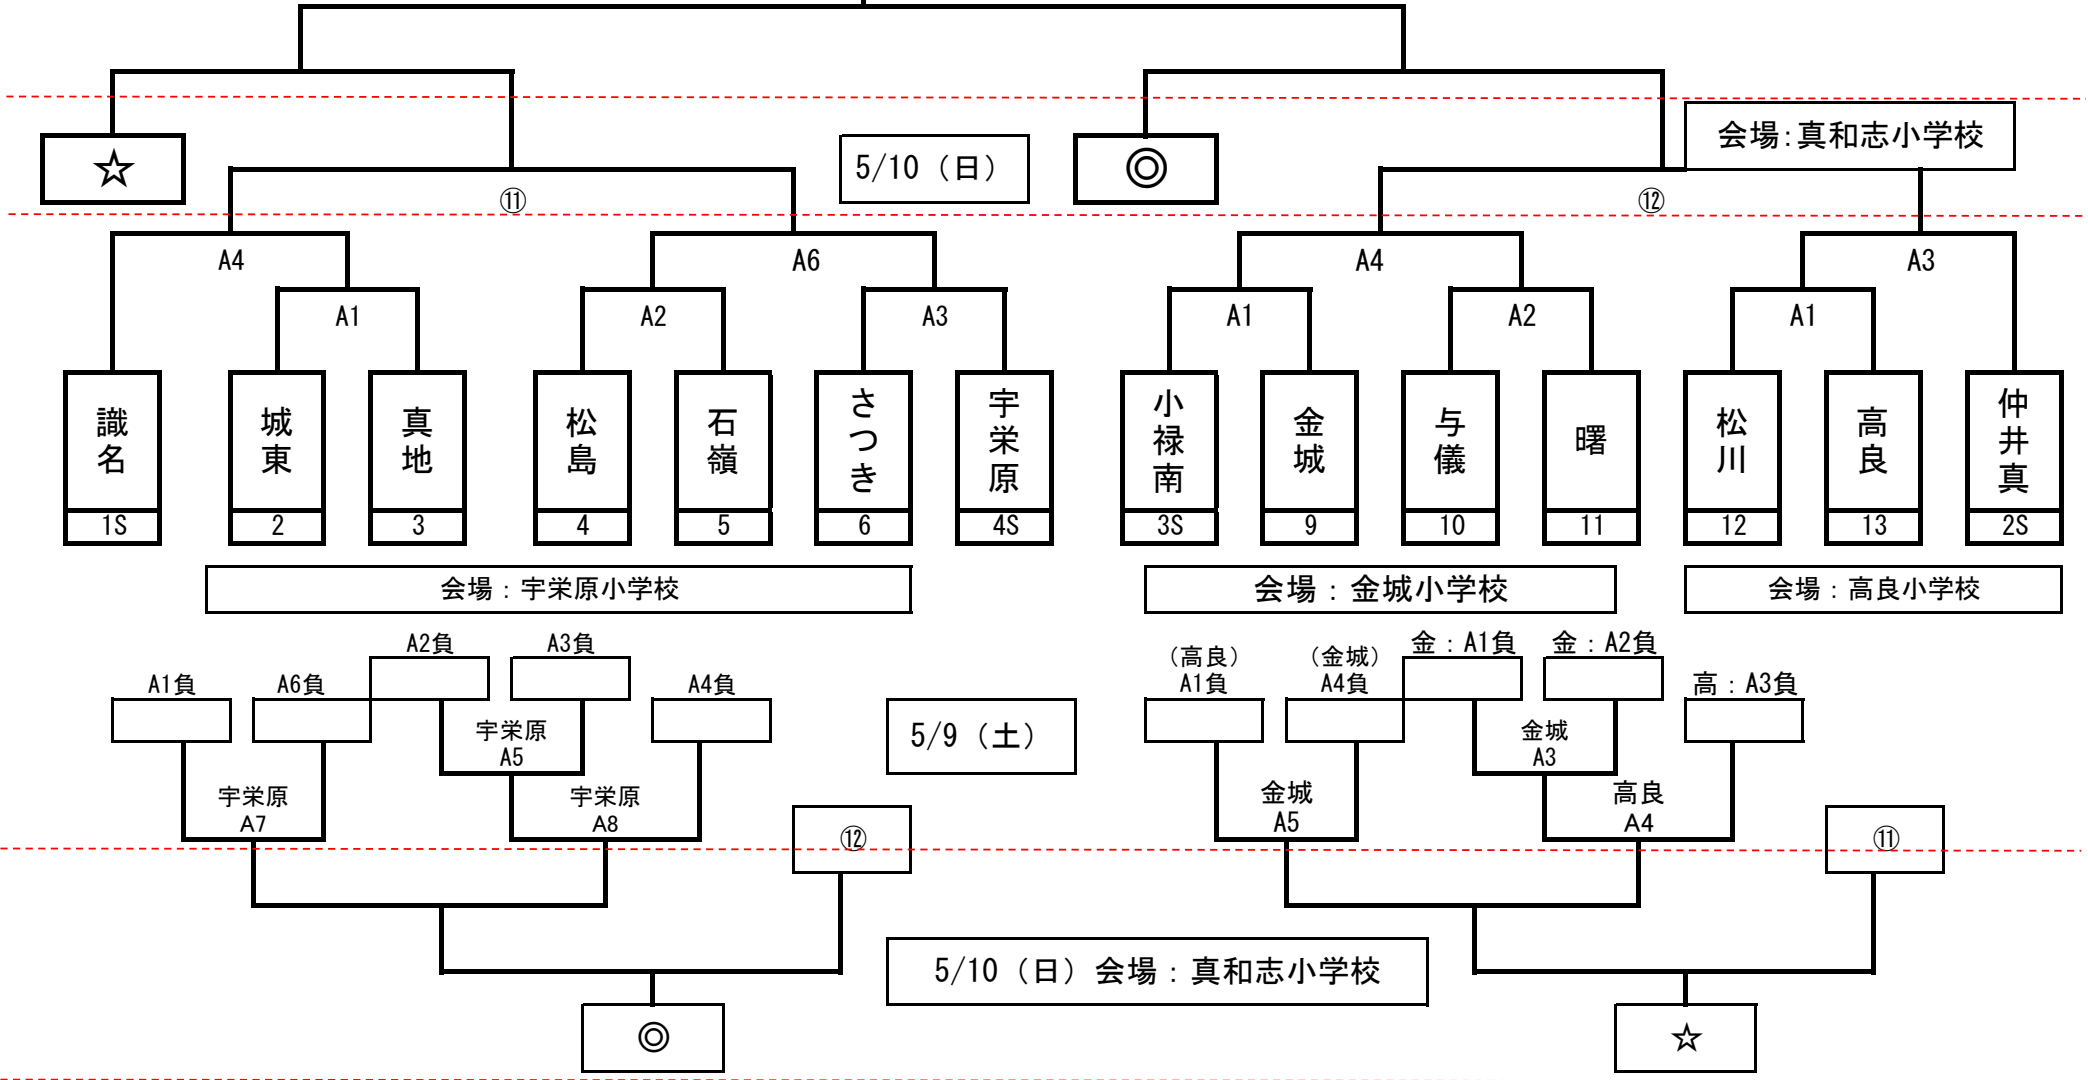 会場:真和志小学校
☆
5/10（日）
◎
⑪
⑫
A4
A6
A4
A3
A1
A2
A3
A1
A2
A1
識名
城東
真地
松島
石嶺
さつき
宇栄原
小禄南
金城
与儀
曙
松川
高良
仲井真
1S
2
3
4
5
6
4S
3S
9
10
11
12
13
2S
会場：宇栄原小学校
会場：金城小学校
会場：高良小学校
A1負
A6負
A2負
A3負
A4負
（高良）
A1負
（金城）
A4負
金：A1負
金：A2負
高：A3負
宇栄原
A5
5/9（土）
金城
A3
宇栄原
A7
宇栄原
A8
⑫
金城
A5
高良
A4
⑪
5/10（日）会場：真和志小学校
◎
☆